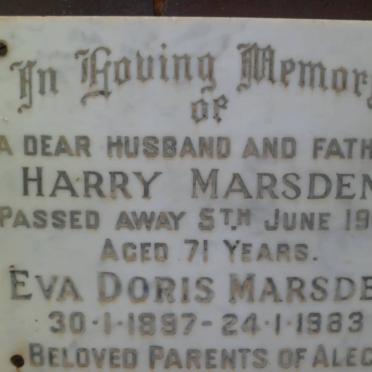 In Loving Memory
of
A DEAR HUSBAND AND FATH
HARRY MARSDEN
PASSED AWAY 5TH JUNE 19
AGED 71 YEARS.
EVA DORIS MARSDE
30·1·1897-24·1·1983
BELOVED PARENTS OF ALEC